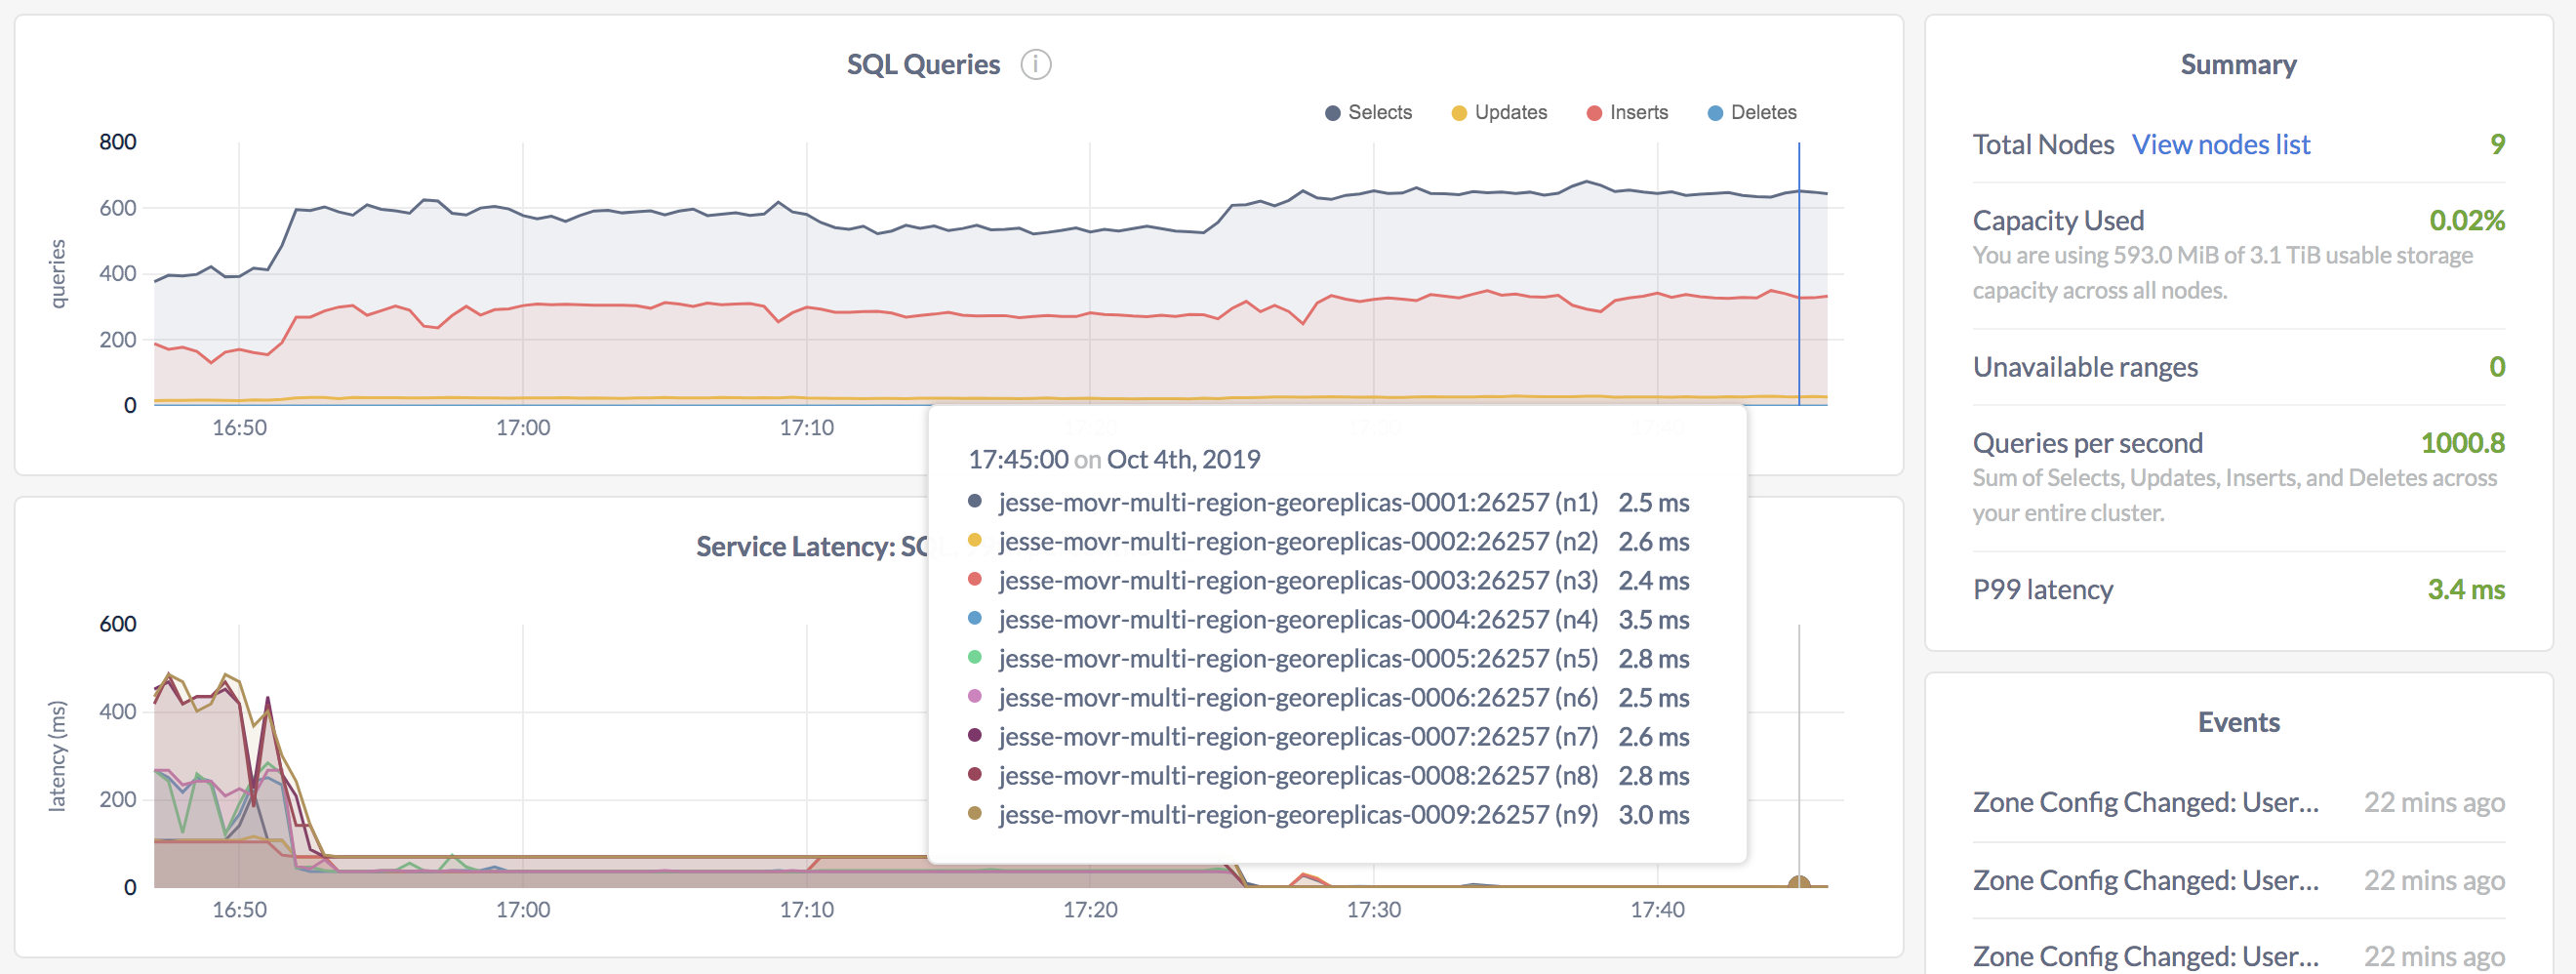 SQL Queries i
Selects Updates Inserts Deletes
800
600
400
200
0
queries
16:50 17:00 17:10
Service Latency: SQ
600
400
200
0
latency (ms)
16:50 17:00 17:10 17:20 17:30 17:40
17:45:00 on Oct 4th, 2019
jesse-movr-multi-region-georeplicas-0001:26257 (n1) 2.5 ms
jesse-movr-multi-region-georeplicas-0002:26257 (n2) 2.6 ms
jesse-movr-multi-region-georeplicas-0003:26257 (n3) 2.4 ms
jesse-movr-multi-region-georeplicas-0004:26257 (n4) 3.5 ms
jesse-movr-multi-region-georeplicas-0005:26257 (n5) 2.8 ms
jesse-movr-multi-region-georeplicas-0006:26257 (n6) 2.5 ms
jesse-movr-multi-region-georeplicas-0007:26257 (n7) 2.6 ms
jesse-movr-multi-region-georeplicas-0008:26257 (n8) 2.8 ms
jesse-movr-multi-region-georeplicas-0009:26257 (n9) 3.0 ms
Summary
Total Nodes View nodes list 9
Capacity Used 0.02%
You are using 593.0 MiB of 3.1 TiB usable storage
capacity across all nodes.
Unavailable ranges 0
Queries per second 1000.8
Sum of Selects, Updates, Inserts, and Deletes across
your entire cluster.
P99 latency 3.4 ms
Events
Zone Config Changed: User... 22 mins ago
Zone Config Changed: User... 22 mins ago
Zone Config Changed: User... 22 mins ago